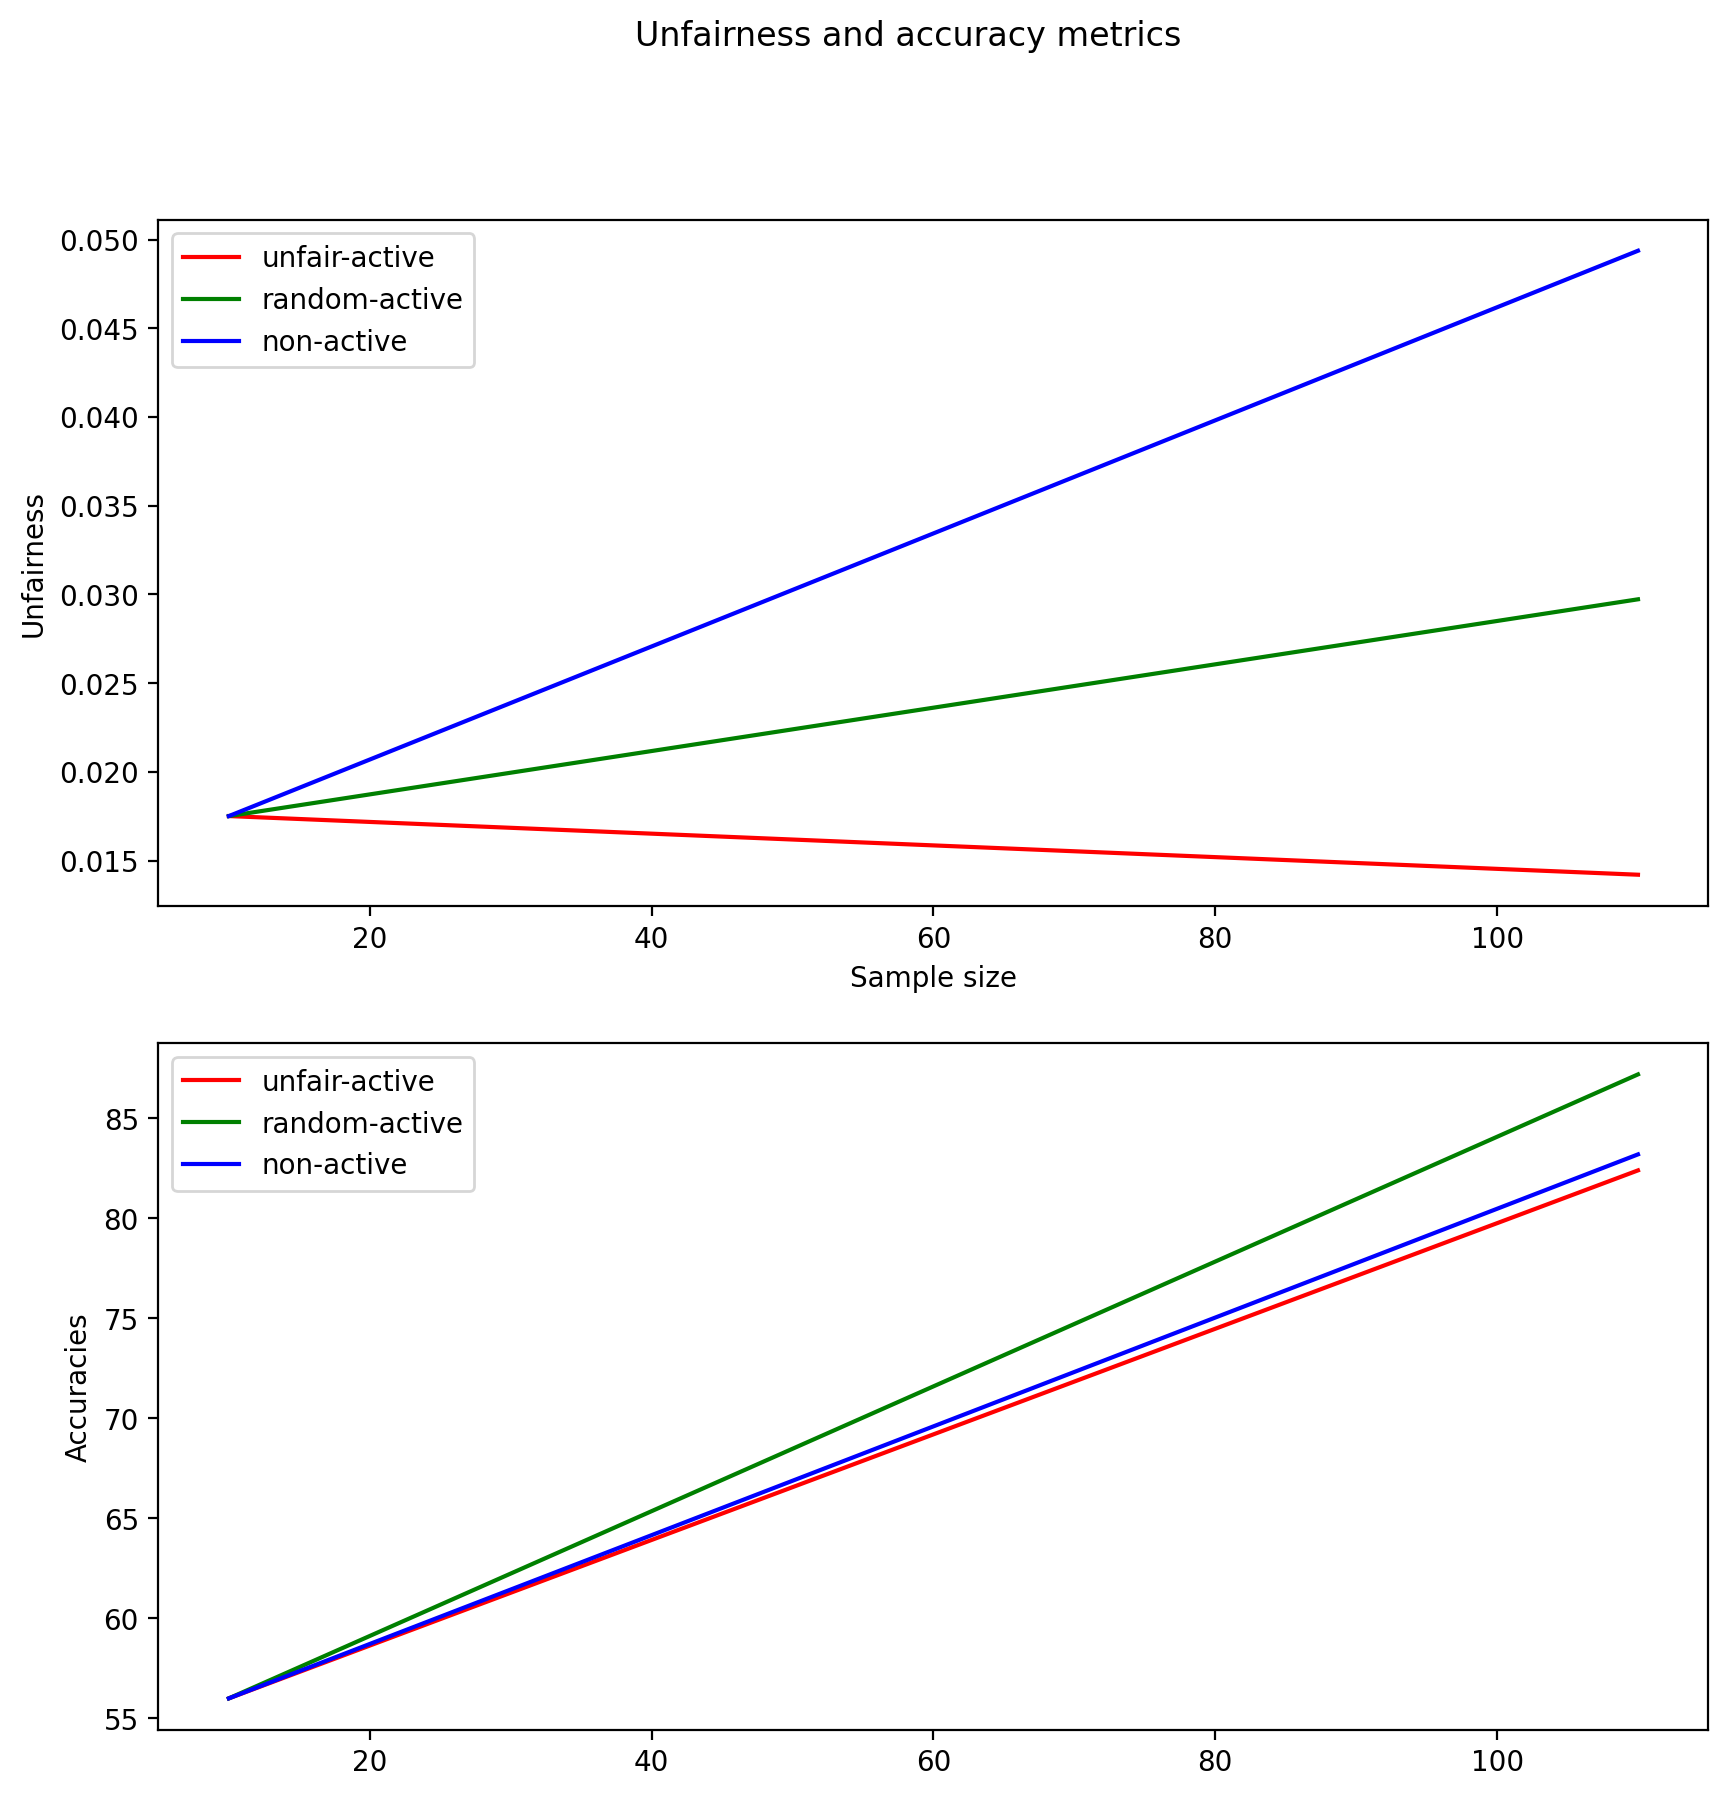 Unfairness and accuracy metrics
0.050
0.045
0.040
0.035
0.030
0.025
0.020
0.015
Unfairness
unfair-active
random-active
non-active
20 40 60 80 100
Sample size
85
80
75
70
65
60
55
Accuracies
unfair-active
random-active
non-active
20 40 60 80 100